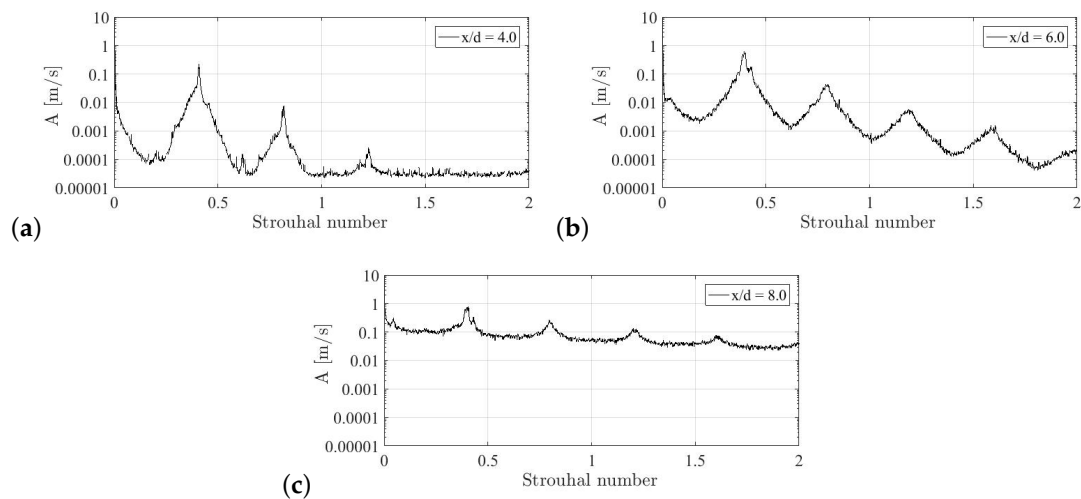 10
1
0.1
0.01
0.001
0.0001
0.00001
A [m/s]
x/d = 4.0
0 0.5 1 1.5 2
Strouhal number
(a)
10
1
0.1
0.01
0.001
0.0001
0.00001
A [m/s]
x/d = 6.0
0 0.5 1 1.5 2
Strouhal number
(b)
10
1
0.1
0.01
0.001
0.0001
0.00001
A [m/s]
x/d = 8.0
0 0.5 1 1.5 2
Strouhal number
(c)